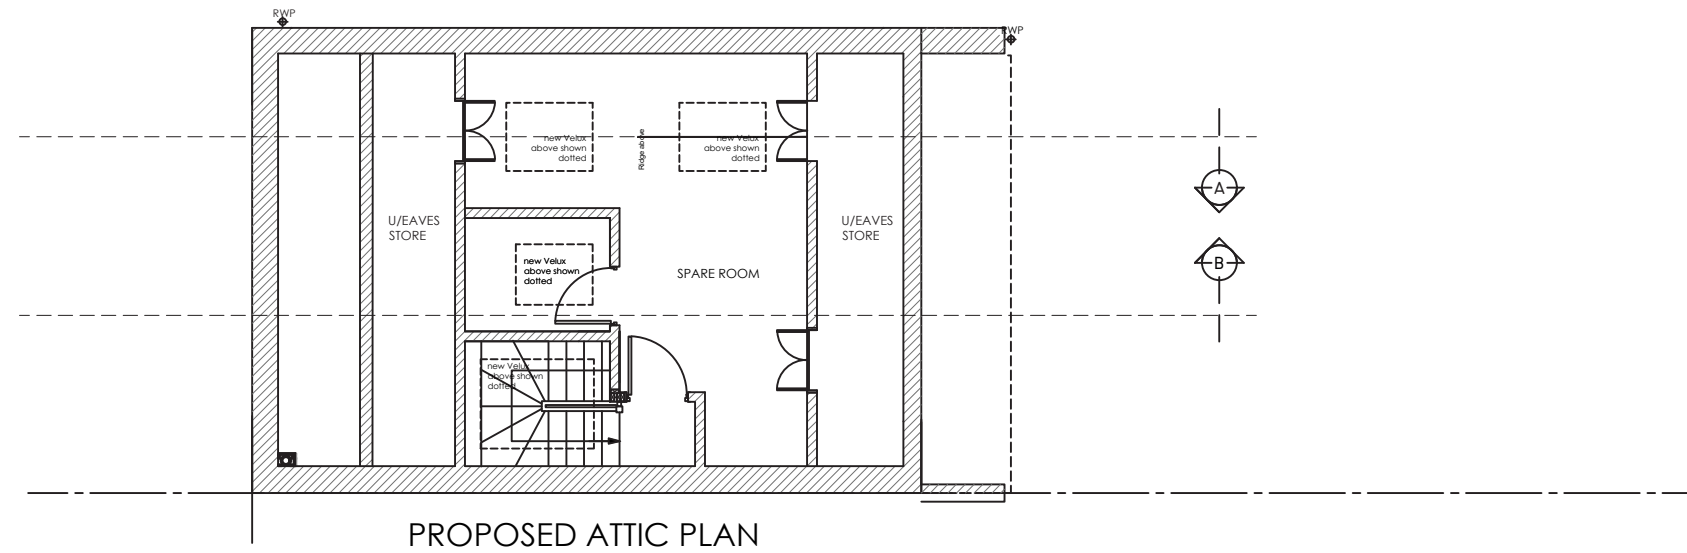 RWP
RWP
new Velux
above shown
dotted
Ridge above
new Velux
above shown
dotted
A
U/EAVES
STORE
U/EAVES
STORE
new Velux
above shown
dotted
SPARE ROOM
B
new Velux
above shown
dotted
PROPOSED ATTIC PLAN